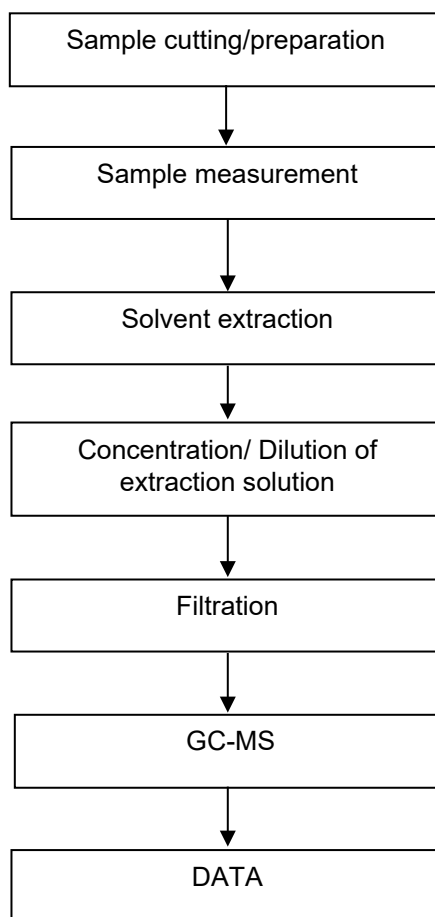 Sample cutting/preparation
Sample measurement
Solvent extraction
Concentration/ Dilution of
extraction solution
Filtration
GC-MS
DATA